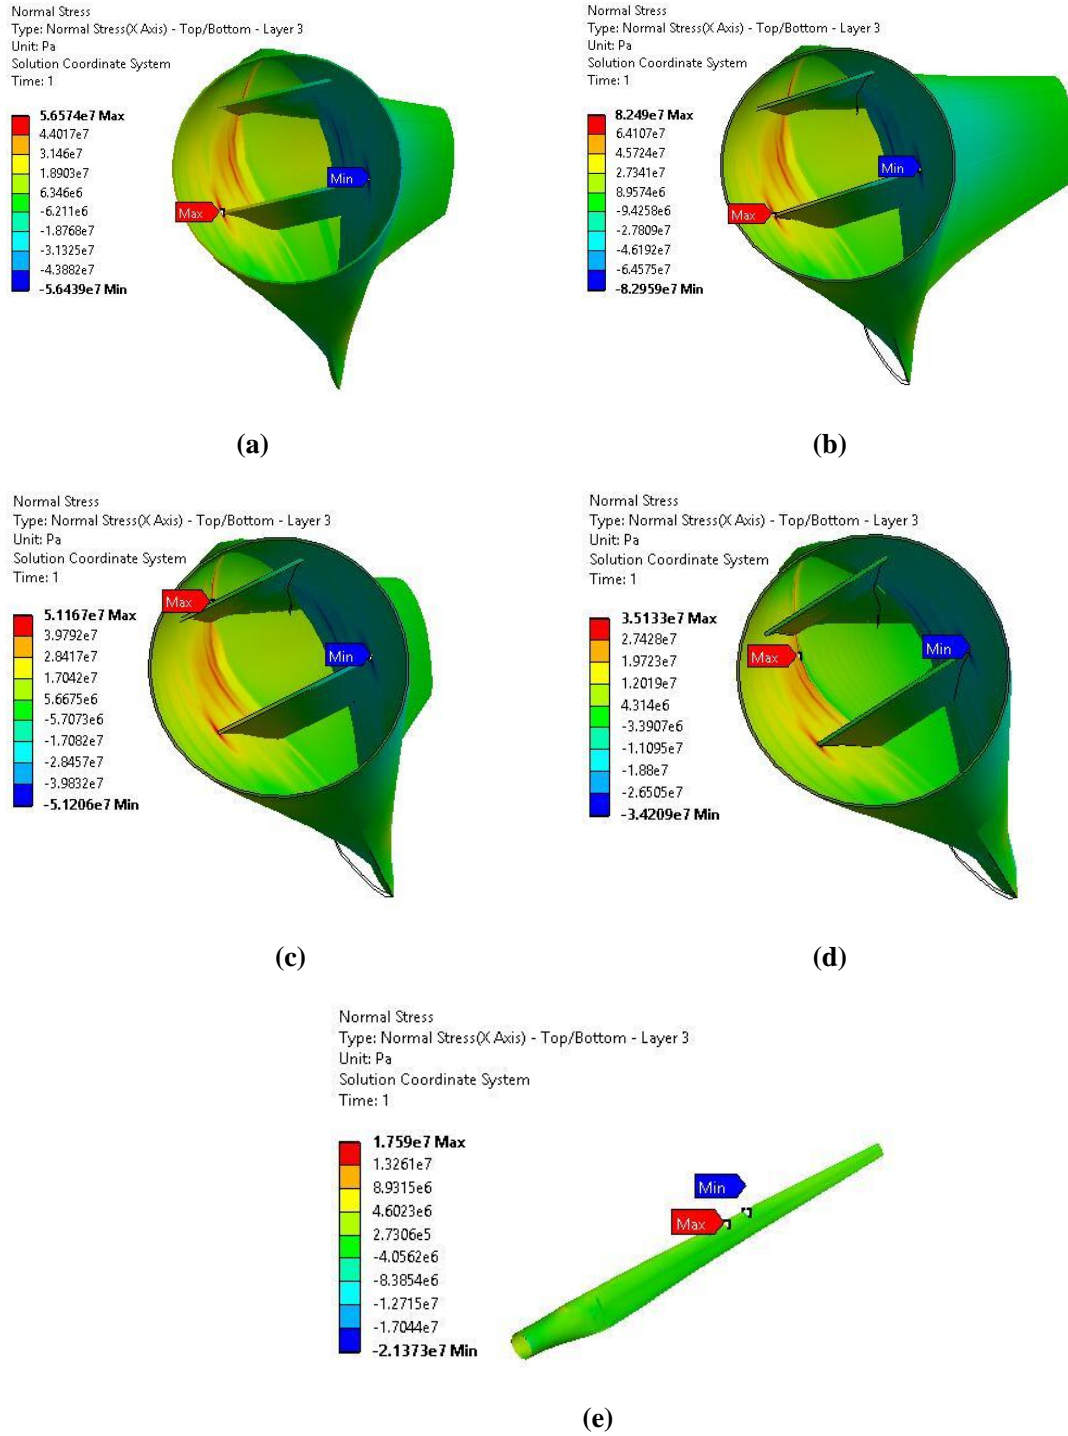 Normal Stress
Type: Normal Stress(X Axis) - Top/Bottom - Layer 3
Unit: Pa
Solution Coordinate System
Time: 1
5.6574e7 Max
4.4017e7
3.146e7
1.8903e7
6.346e6
-6.211e6
-1.8768e7
-3.1325e7
-4.3882e7
-5.6439e7 Min
Max
Min
(a)
Normal Stress
Type: Normal Stress(X Axis) - Top/Bottom - Layer 3
Unit: Pa
Solution Coordinate System
Time: 1
8.249e7 Max
6.4107e7
4.5724e7
2.7341e7
8.9574e6
-9.4258e6
-2.7809e7
-4.6192e7
-6.4575e7
-8.2959e7 Min
Max
Min
(b)
Normal Stress
Type: Normal Stress(X Axis) - Top/Bottom - Layer 3
Unit: Pa
Solution Coordinate System
Time: 1
5.1167e7 Max
3.9792e7
2.8417e7
1.7042e7
5.6675e6
-5.7073e6
-1.7082e7
-2.8457e7
-3.9832e7
-5.1206e7 Min
Max
Min
(c)
Normal Stress
Type: Normal Stress(X Axis) - Top/Bottom - Layer 3
Unit: Pa
Solution Coordinate System
Time: 1
3.5133e7 Max
2.7428e7
1.9723e7
1.2019e7
4.314e6
-3.3907e6
-1.1095e7
-1.88e7
-2.6505e7
-3.4209e7 Min
Max
Min
(d)
Normal Stress
Type: Normal Stress(X Axis) - Top/Bottom - Layer 3
Unit: Pa
Solution Coordinate System
Time: 1
1.759e7 Max
1.3261e7
8.9315e6
4.6023e6
2.7306e5
-4.0562e6
-8.3854e6
-1.2715e7
-1.7044e7
-2.1373e7 Min
Min
Max
(e)